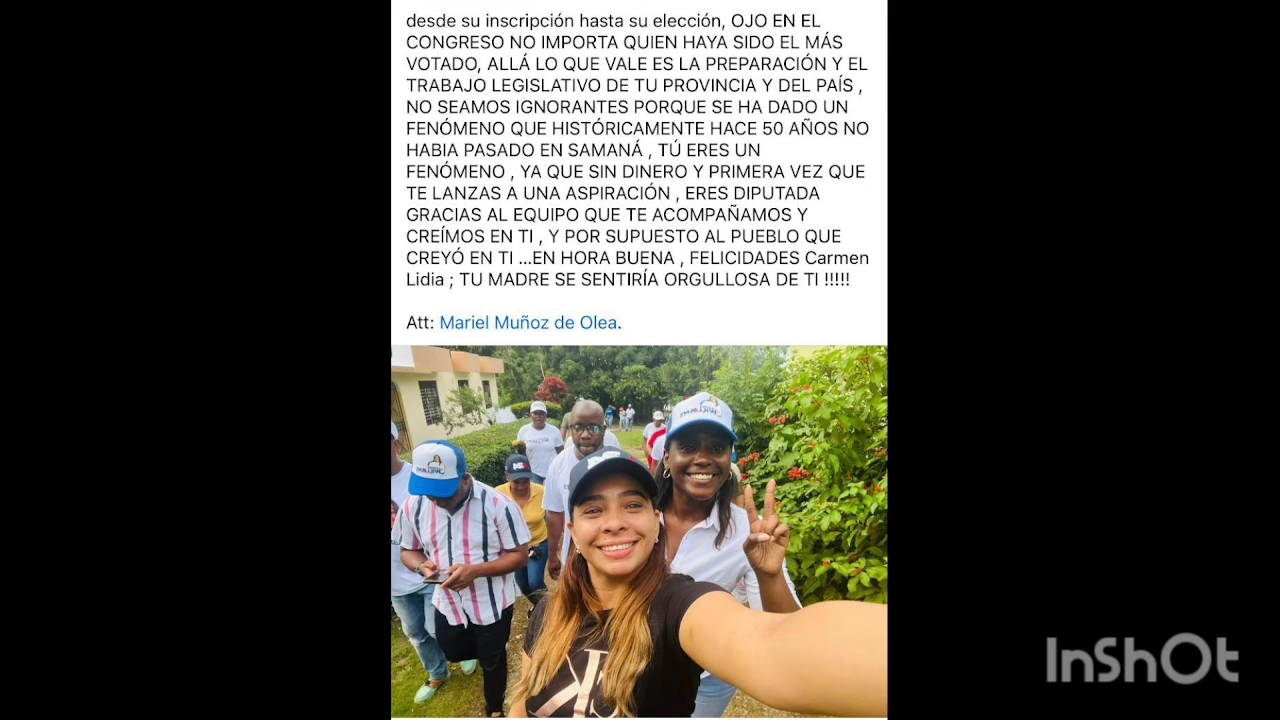 desde su inscripción hasta su elección, OJO EN EL
CONGRESO NO IMPORTA QUIEN HAYA SIDO EL MÁS
VOTADO, ALLÁ LO QUE VALE ES LA PREPARACIÓN Y EL
TRABAJO LEGISLATIVO DE TU PROVINCIA Y DEL PAÍS ,
NO SEAMOS IGNORANTES PORQUE SE HA DADO UN
FENÓMENO QUE HISTÓRICAMENTE HACE 50 AÑOS NO
HABIA PASADO EN SAMANÁ , TÚ ERES UN
FENÓMENO , YA QUE SIN DINERO Y PRIMERA VEZ QUE
TE LANZAS A UNA ASPIRACIÓN , ERES DIPUTADA
GRACIAS AL EQUIPO QUE TE ACOMPAÑAMOS Y
CREÍMOS EN TI , Y POR SUPUESTO AL PUEBLO QUE
CREYÓ EN TI ...EN HORA BUENA , FELICIDADES Carmen
Lidia ; TU MADRE SE SENTIRÍA ORGULLOSA DE TI !!!!!
Att: Mariel Muñoz de Olea.
InShOt